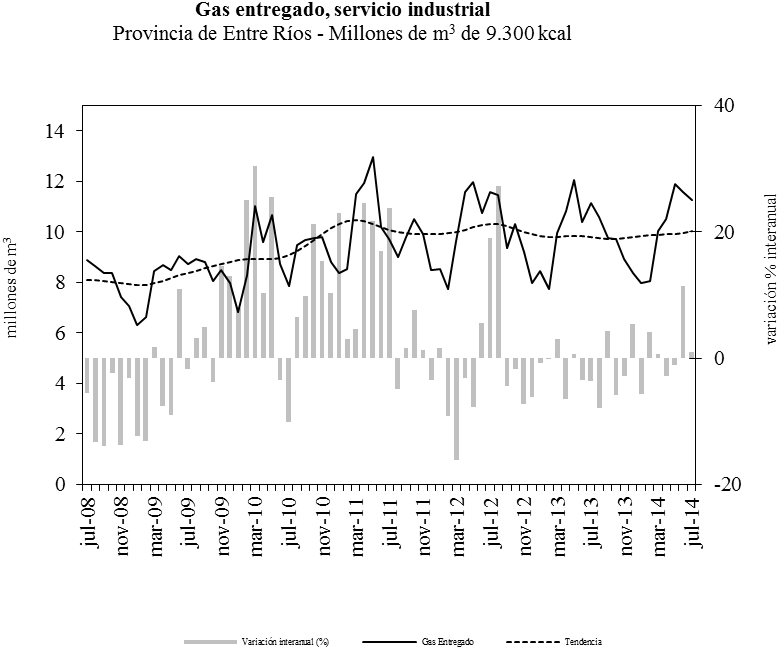 Gas entregado, servicio industrial
Provincia de Entre Ríos - Millones de m³ de 9.300 kcal
14
12
10
8
6
4
2
0
millones de m³
40
20
0
-20
variación % interanual
jul-08
nov-08
mar-09
jul-09
nov-09
mar-10
jul-10
nov-10
mar-11
jul-11
nov-11
mar-12
jul-12
nov-12
mar-13
jul-13
nov-13
mar-14
jul-14
Variación interanual (%) Gas Entregado Tendencia